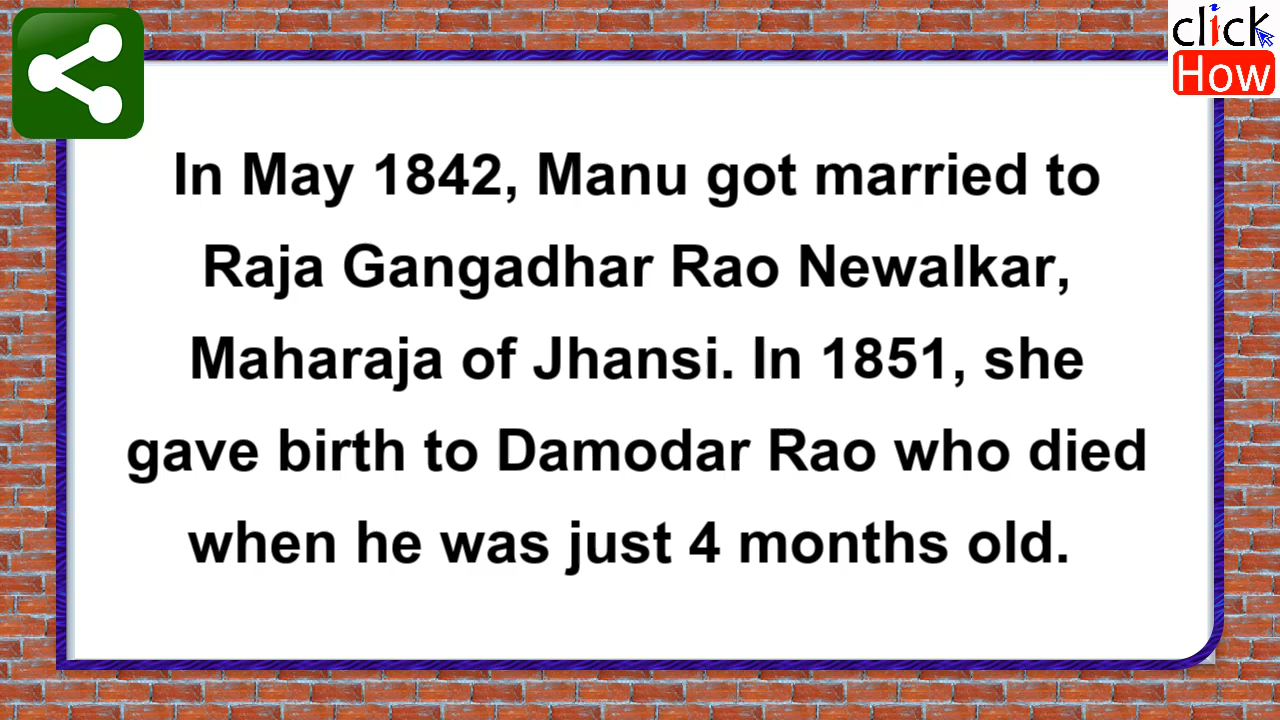 click
How
In May 1842, Manu got married to
Raja Gangadhar Rao Newalkar,
Maharaja of Jhansi. In 1851, she
gave birth to Damodar Rao who died
when he was just 4 months old.